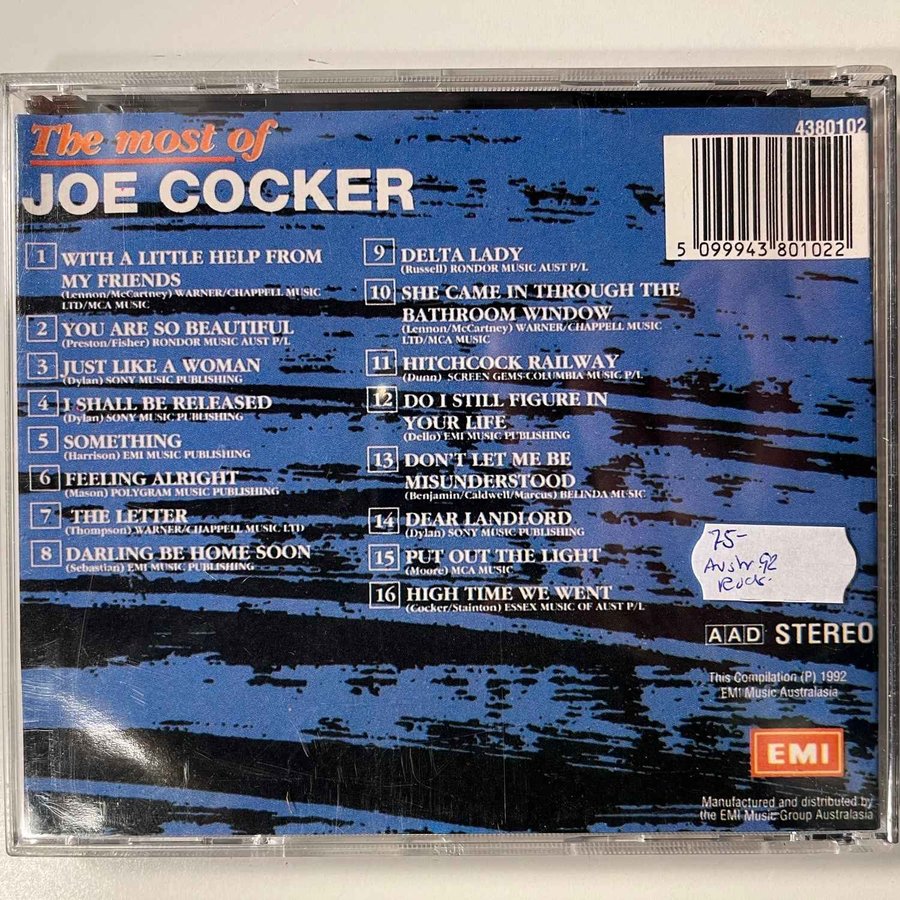 The most of
JOE COCKER
1 WITH A LITTLE HELP FROM
MY FRIENDS
(Lennon/McCartney) WARNER/CHAPPELL MUSIC
LTD/MCA MUSIC
2 YOU ARE SO BEAUTIFUL
(Preston/Fisher) RONDOR MUSIC AUST P/L
3 JUST LIKE A WOMAN
(Dylan) SONY MUSIC PUBLISHING
4 I SHALL BE RELEASED
(Dylan) SONY MUSIC PUBLISHING
5 SOMETHING
(Harrison) EMI MUSIC PUBLISHING
6 FEELING ALRIGHT
(Mason) POLYGRAM MUSIC PUBLISHING
7 THE LETTER
(Thompson) WARNER/CHAPPELL MUSIC LTD
8 DARLING BE HOME SOON
(Sebastian) EMI MUSIC PUBLISHING
9 DELTA LADY
(Russell) RONDOR MUSIC AUST P/L
10 SHE CAME IN THROUGH THE
BATHROOM WINDOW
(Lennon/McCartney) WARNER/CHAPPELL MUSIC
LTD/MCA MUSIC
11 HITCHCOCK RAILWAY
(Dunn) SCREEN GEMS-COLUMBIA MUSIC P/L
12 DO I STILL FIGURE IN
YOUR LIFE
(Dello) EMI MUSIC PUBLISHING
13 DON'T LET ME BE
MISUNDERSTOOD
(Benjamin/Caldwell/Marcus) BELINDA MUSIC
14 DEAR LANDLORD
(Dylan) SONY MUSIC PUBLISHING
15 PUT OUT THE LIGHT
(Moore) MCA MUSIC
16 HIGH TIME WE WENT
(Cocker/Stainton) ESSEX MUSIC OF AUST P/L
4380102
5 099943 801022
75-
Austr 92
Rock-
AAD STEREO
This Compilation (P) 1992
EMI Music Australasia
EMI
Manufactured and distributed by
the EMI Music Group Australasia